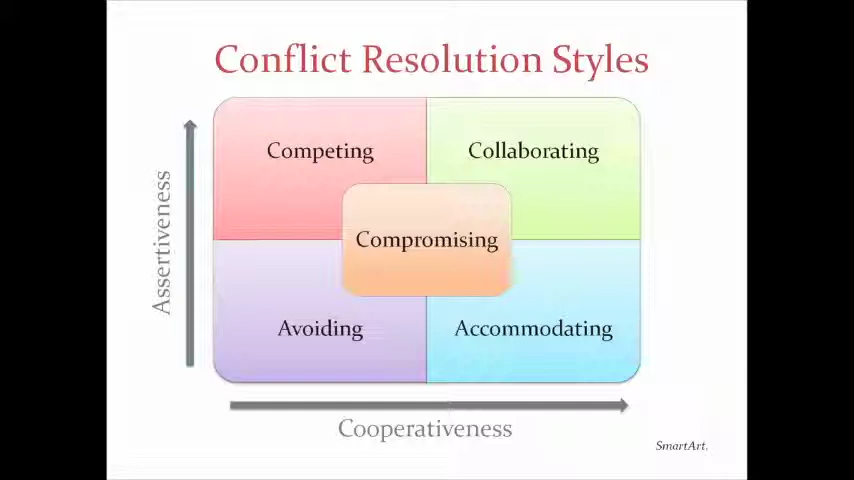 Conflict Resolution Styles
Competing
Collaborating
Compromising
Avoiding
Accommodating
Assertiveness
Cooperativeness
SmartArt.